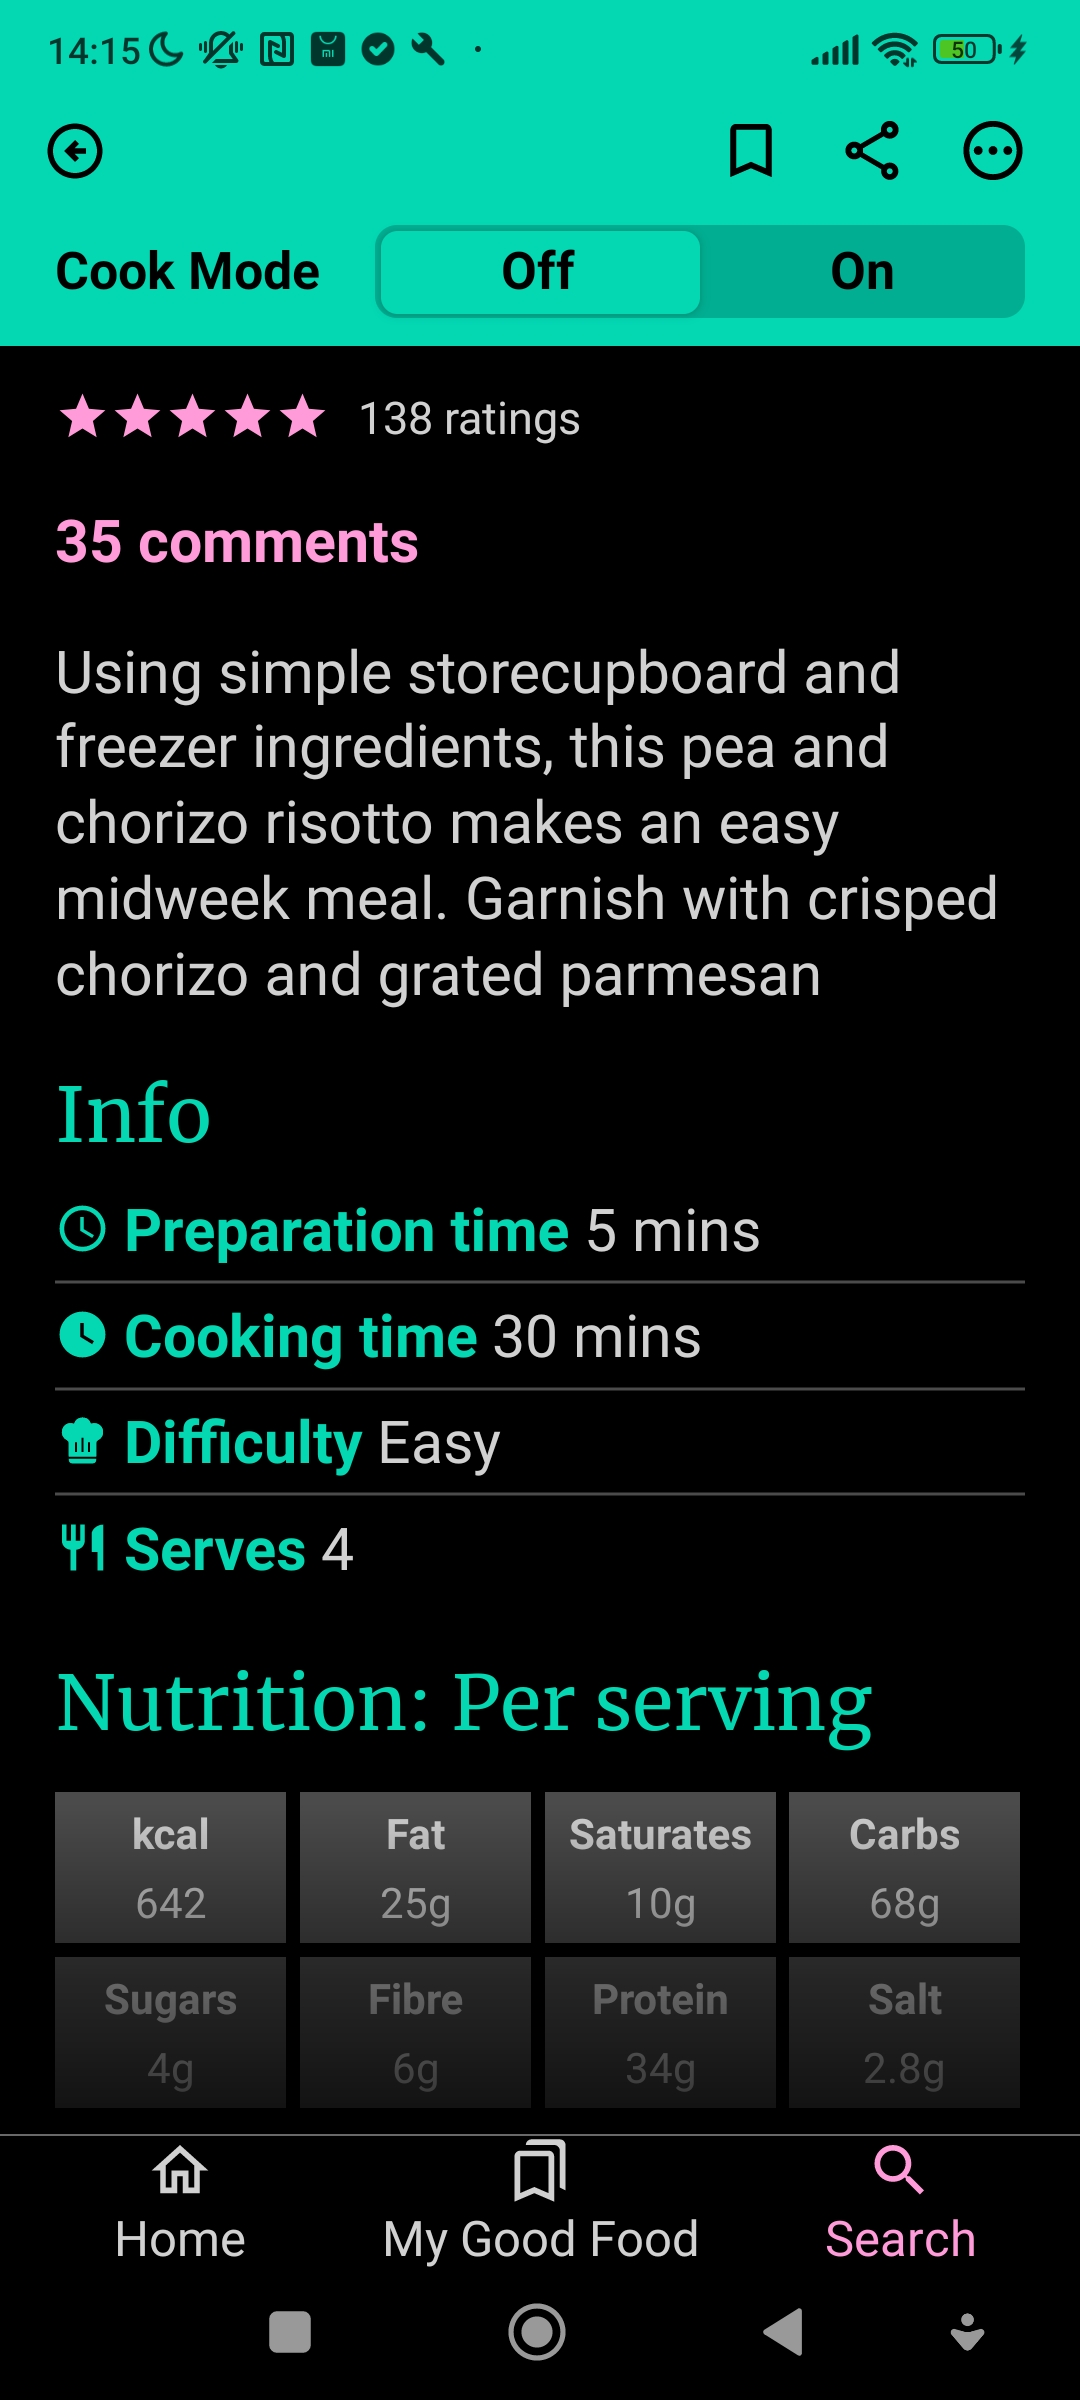 14:15
50
Cook Mode Off On
138 ratings
35 comments
Using simple storecupboard and
freezer ingredients, this pea and
chorizo risotto makes an easy
midweek meal. Garnish with crisped
chorizo and grated parmesan
Info
Preparation time 5 mins
Cooking time 30 mins
Difficulty Easy
Serves 4
Nutrition: Per serving
kcal Fat Saturates Carbs
642 25g 10g 68g
Sugars Fibre Protein Salt
4g 6g 34g 2.8g
Home My Good Food Search